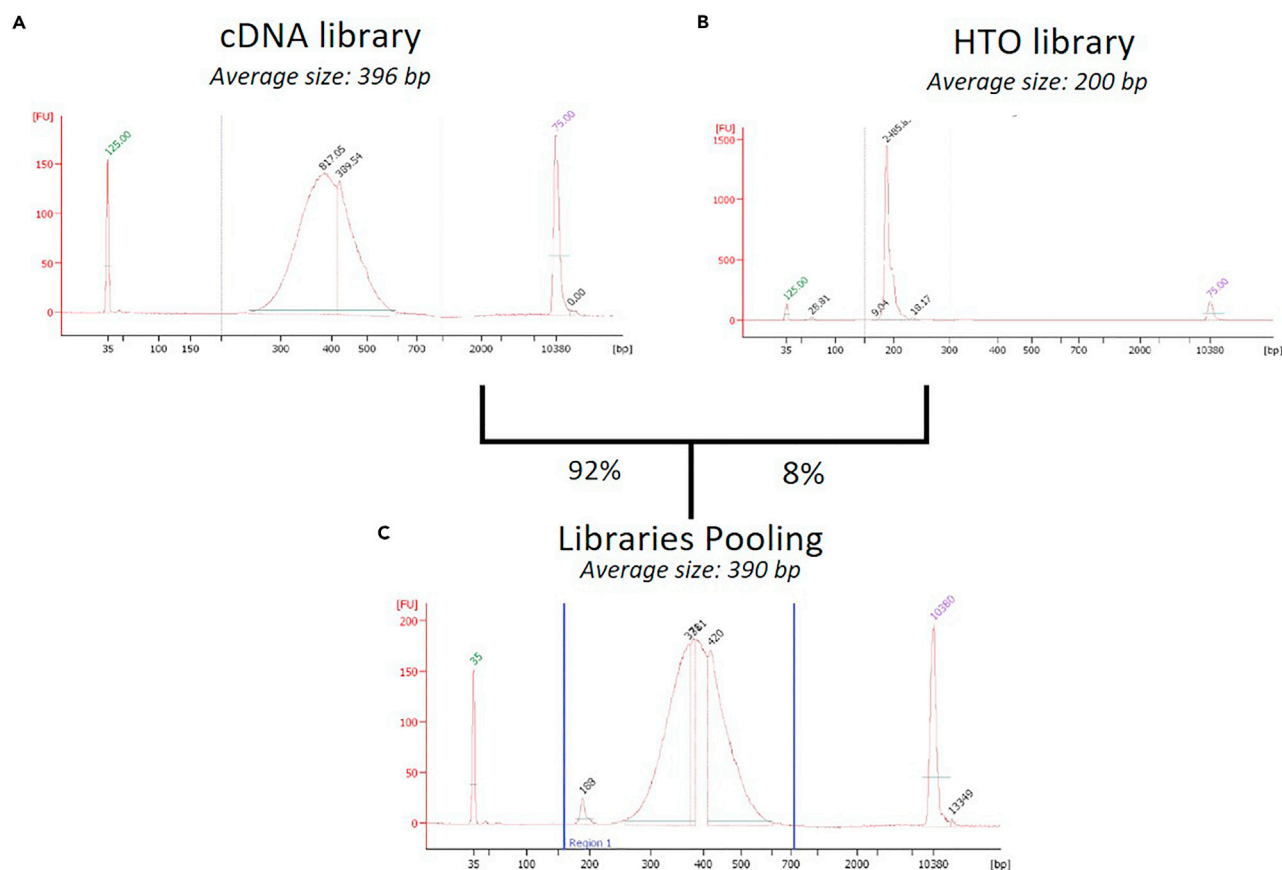 A
cDNA library
Average size: 396 bp
[FU]
150
100
50
0
125.00
817.05
389.54
75.00
0.00
35 100 150 300 400 500 700 2000 10380 [bp]
B
HTO library
Average size: 200 bp
[FU]
1500
1000
500
0
125.00
28.81
9.04
18.17
75.00
35 100 200 300 400 500 700 2000 10380 [bp]
92%
8%
C
Libraries Pooling
Average size: 390 bp
[FU]
200
150
100
50
0
35
188
420
10380
13349
Region 1
35 100 200 300 400 500 700 2000 10380 [bp]